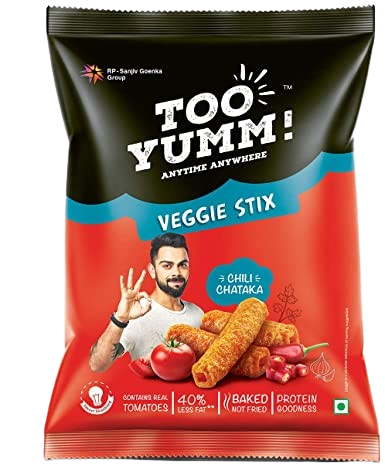 RP - Sanjiv Goenka
Group
TOO
YUMM!
TM
ANYTIME ANYWHERE
VEGGIE STIX
CHILI
CHATAKA
CONTAINS REAL
TOMATOES
40%
LESS FAT**
BAKED
NOT FRIED
PROTEIN
GOODNESS